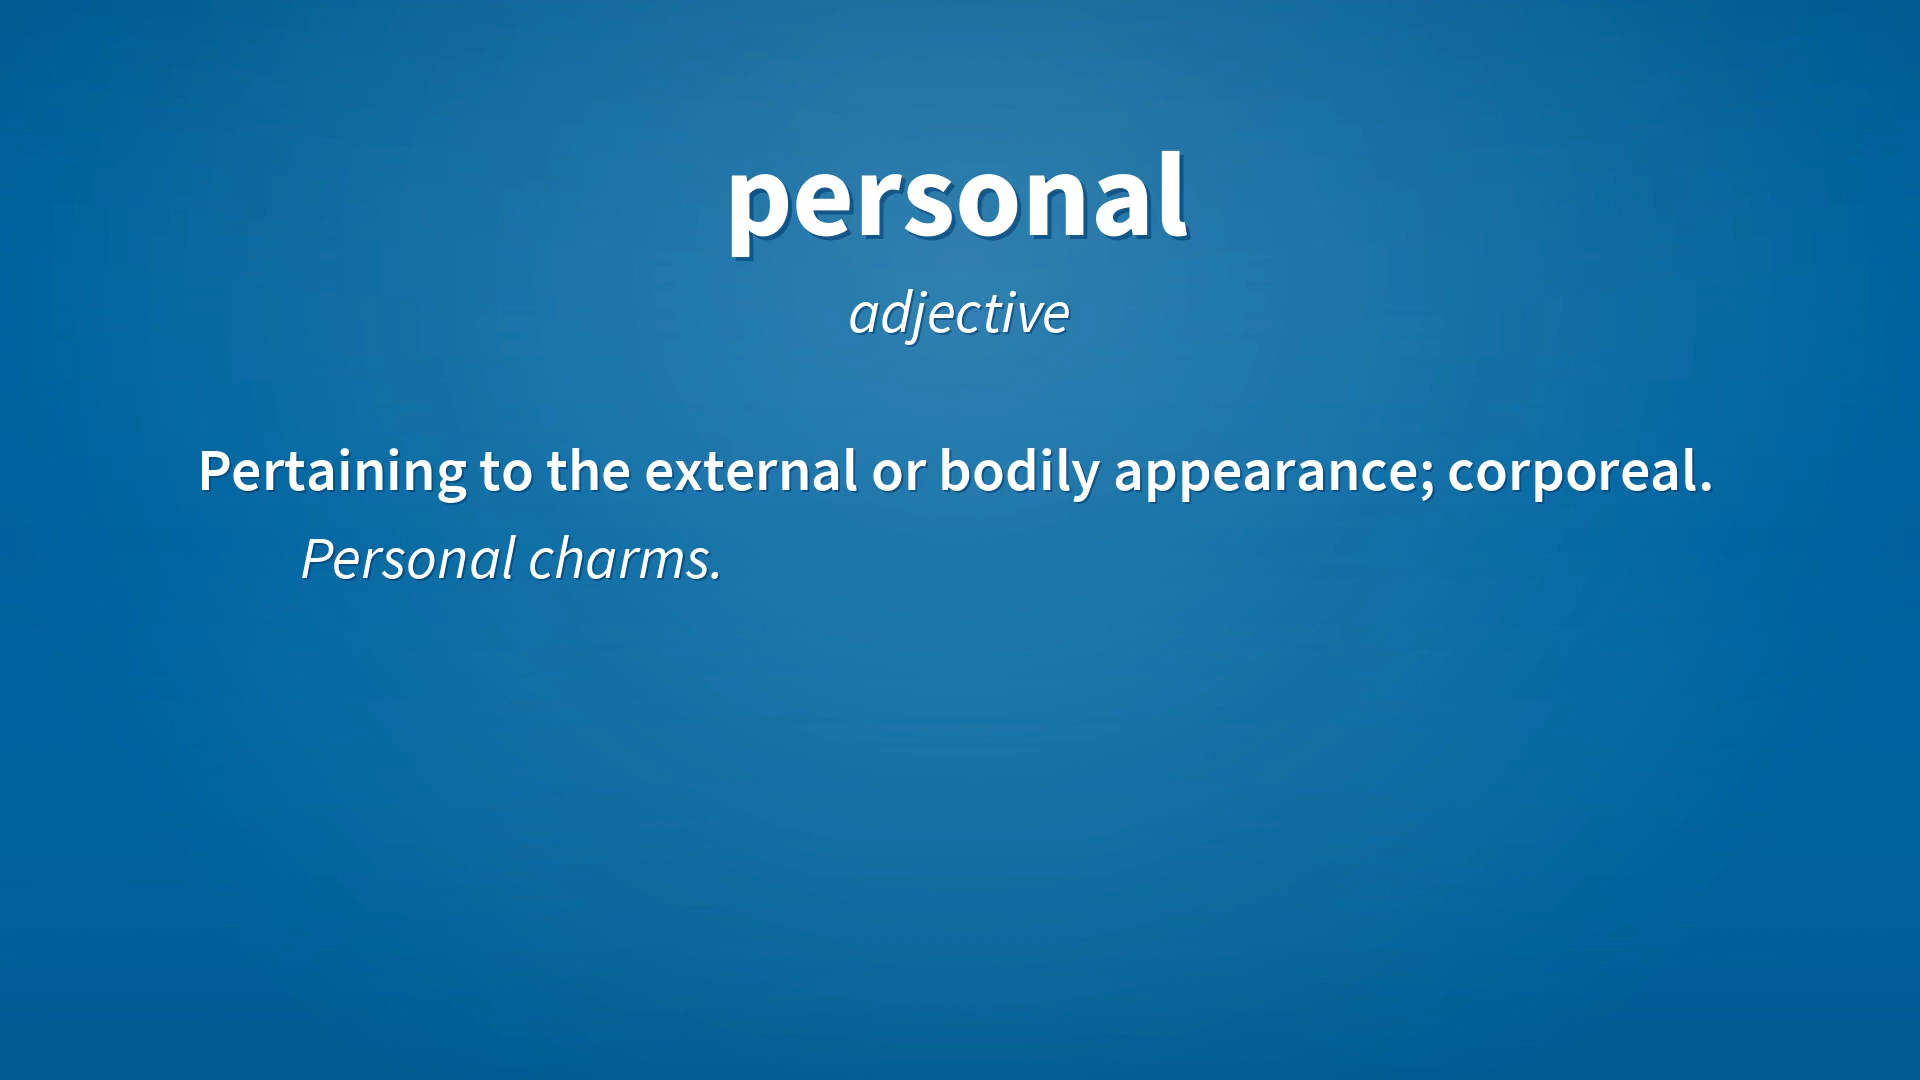 personal
adjective
Pertaining to the external or bodily appearance; corporeal.
Personal charms.